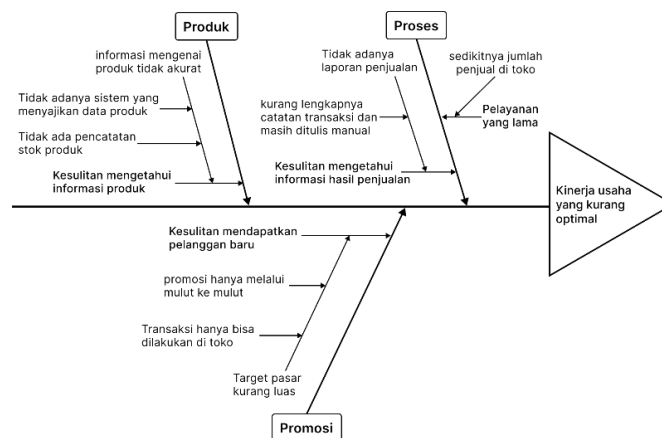 Produk
Proses
informasi mengenai
produk tidak akurat
Tidak adanya sistem yang
menyajikan data produk
Tidak ada pencatatan
stok produk
Kesulitan mengetahui
informasi produk
Tidak adanya
laporan penjualan
sedikitnya jumlah
penjual di toko
kurang lengkapnya
catatan transaksi dan
masih ditulis manual
Pelayanan
yang lama
Kesulitan mengetahui
informasi hasil penjualan
Kinerja usaha
yang kurang
optimal
Kesulitan mendapatkan
pelanggan baru
promosi hanya melalui
mulut ke mulut
Transaksi hanya bisa
dilakukan di toko
Target pasar
kurang luas
Promosi